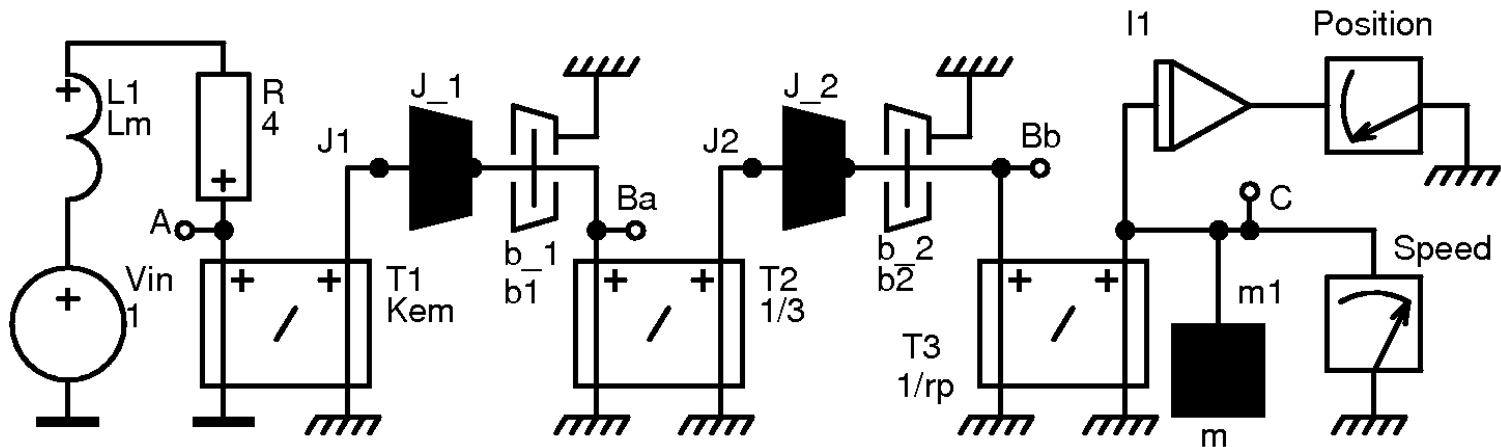 L1
Lm
R
4
A
Vin
1
J1
J_1
b_1
b1
Ba
T1
Kem
J2
J_2
b_2
b2
Bb
T2
1/3
T3
1/rp
I1
Position
C
Speed
m1
m
+
+
+
+
+
+
+
+
+